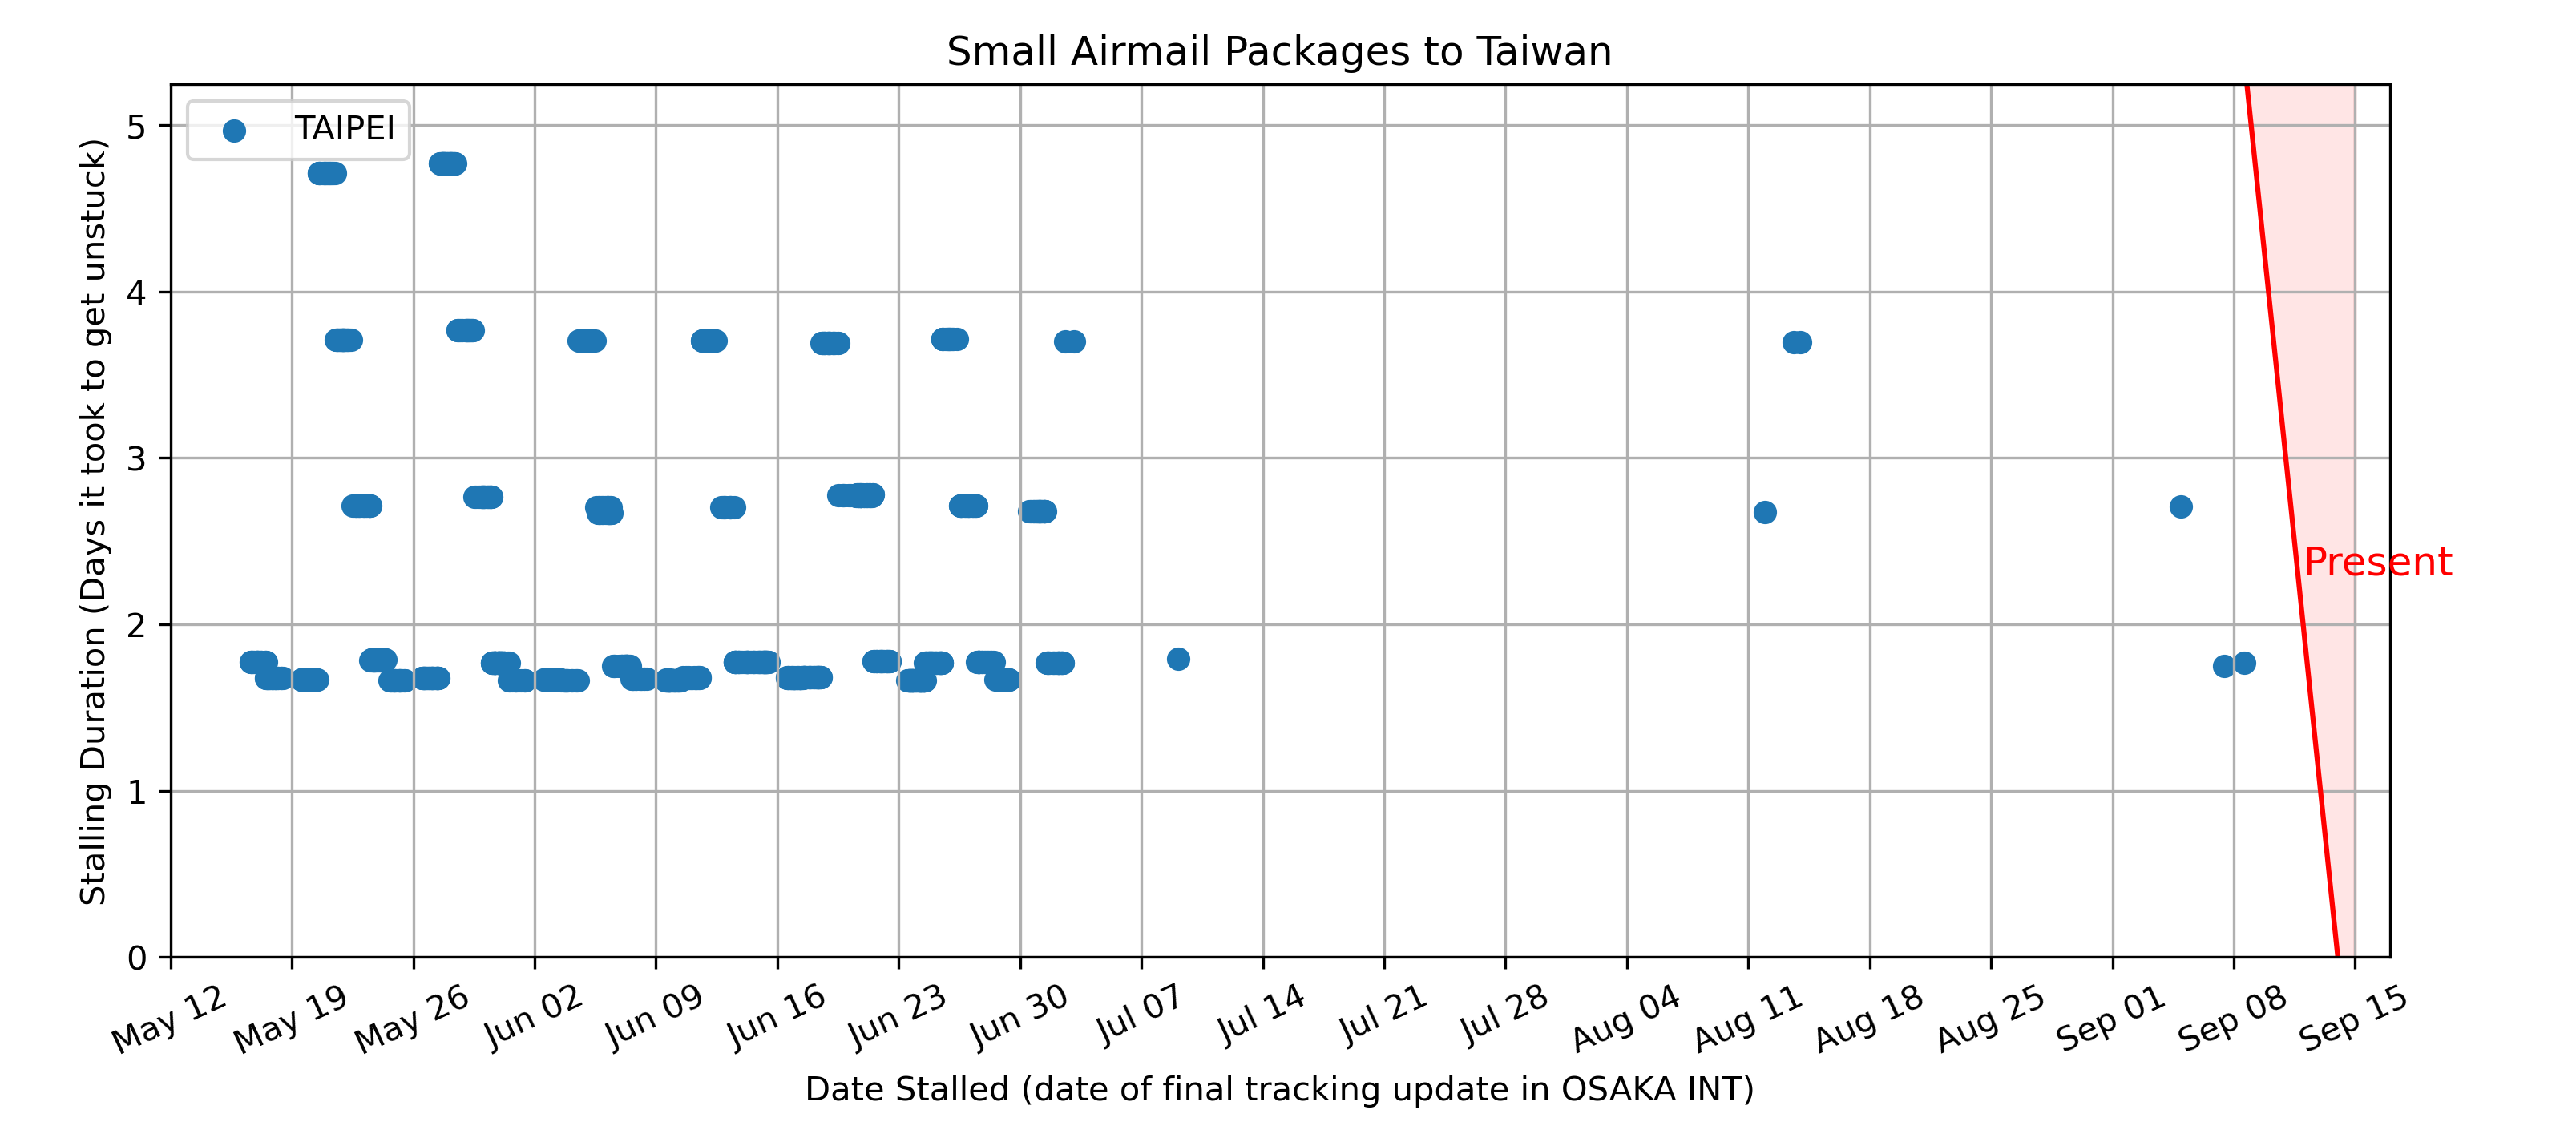 Small Airmail Packages to Taiwan
TAIPEI
Stalling Duration (Days it took to get unstuck)
5
4
3
2
1
0
Present
May 12
May 19
May 26
Jun 02
Jun 09
Jun 16
Jun 23
Jun 30
Jul 07
Jul 14
Jul 21
Jul 28
Aug 04
Aug 11
Aug 18
Aug 25
Sep 01
Sep 08
Sep 15
Date Stalled (date of final tracking update in OSAKA INT)